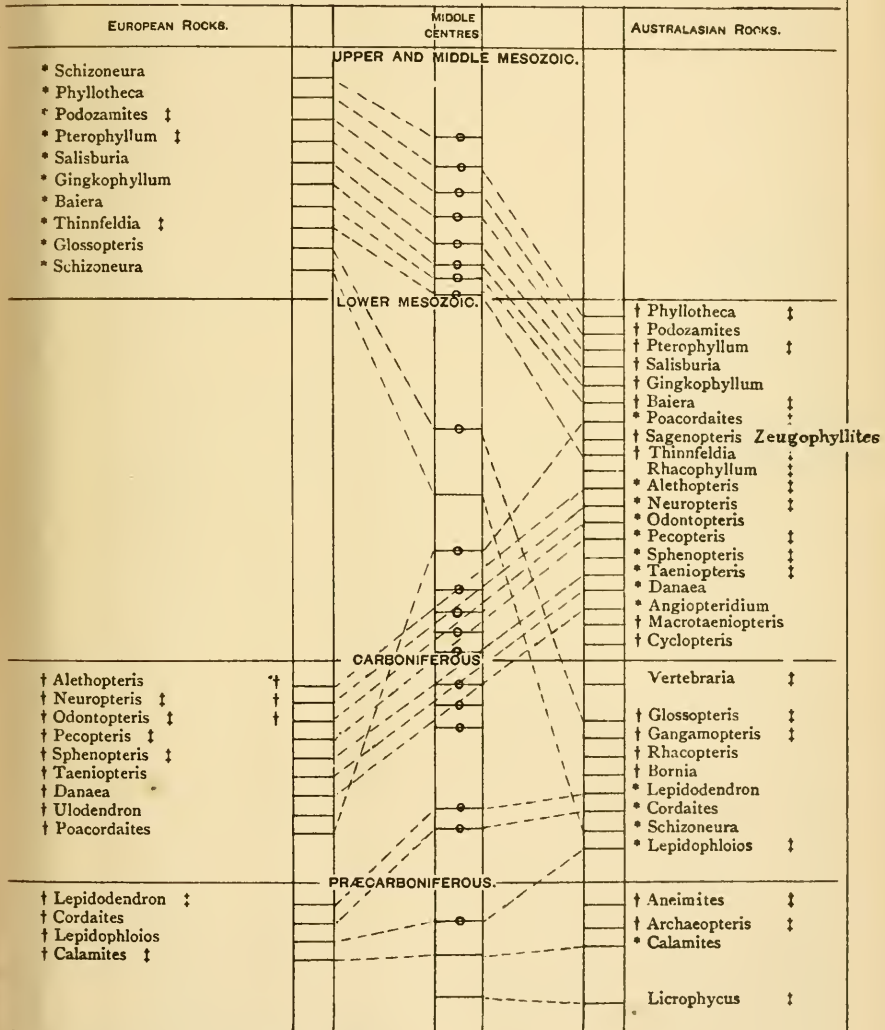 EUROPEAN ROCKS.
MIDDLE
CENTRES
AUSTRALASIAN ROCKS.
UPPER AND MIDDLE MESOZOIC.
* Schizoneura
* Phyllotheca
* Podozamites ‡
* Pterophyllum ‡
* Salisburia
* Gingkophyllum
* Baiera
* Thinnfeldia ‡
* Glossopteris
* Schizoneura
LOWER MESOZOIC.
† Phyllotheca ‡
† Podozamites
† Pterophyllum ‡
† Salisburia
† Gingkophyllum
† Baiera ‡
* Poacordaites ‡
† Sagenopteris Zeugophyllites
† Thinnfeldia ‡
Rhacophyllum ‡
* Alethopteris ‡
* Neuropteris ‡
* Odontopteris
* Pecopteris ‡
* Sphenopteris ‡
* Taeniopteris ‡
* Danaea
* Angiopteridium
† Macrotaeniopteris
† Cyclopteris
CARBONIFEROUS
† Alethopteris †
† Neuropteris ‡ †
† Odontopteris ‡ †
† Pecopteris ‡
† Sphenopteris ‡
† Taeniopteris
† Danaea
† Ulodendron
† Poacordaites
Vertebraria ‡
† Glossopteris ‡
† Gangamopteris ‡
† Rhacopteris
† Bornia
* Lepidodendron
* Cordaites
* Schizoneura
* Lepidophloios ‡
PRÆCARBONIFEROUS.
† Lepidodendron ‡
† Cordaites
† Lepidophloios
† Calamites ‡
† Aneimites ‡
† Archaeopteris ‡
* Calamites
Licrophycus ‡